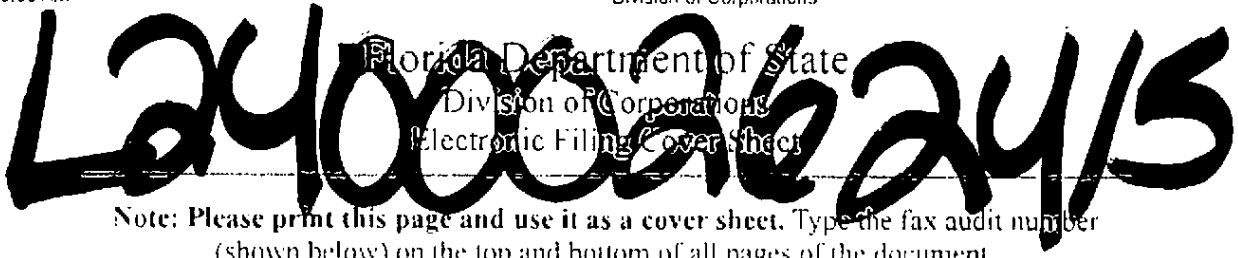 Division of Corporations
L24000262415
Florida Department of State
Division of Corporations
Electronic Filing Cover Sheet
Note: Please print this page and use it as a cover sheet. Type the fax audit number
(shown below) on the top and bottom of all pages of the document.